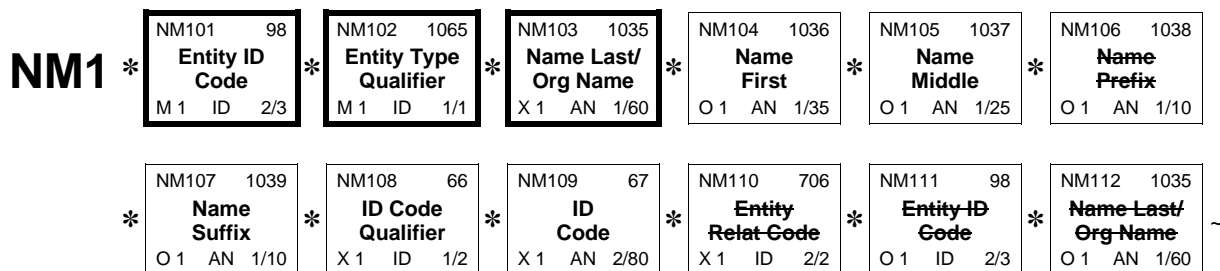 NM101 98 NM102 1065 NM103 1035 NM104 1036 NM105 1037 NM106 1038
NM1 * Entity ID Code * Entity Type Qualifier * Name Last/ Org Name * Name First * Name Middle * Name Prefix
M 1 ID 2/3 M 1 ID 1/1 X 1 AN 1/60 O 1 AN 1/35 O 1 AN 1/25 O 1 AN 1/10
NM107 1039 NM108 66 NM109 67 NM110 706 NM111 98 NM112 1035
* Name Suffix * ID Code Qualifier * ID Code * Entity Relat Code * Entity ID Code * Name Last/ Org Name ~
O 1 AN 1/10 X 1 ID 1/2 X 1 AN 2/80 X 1 ID 2/2 O 1 ID 2/3 O 1 AN 1/60